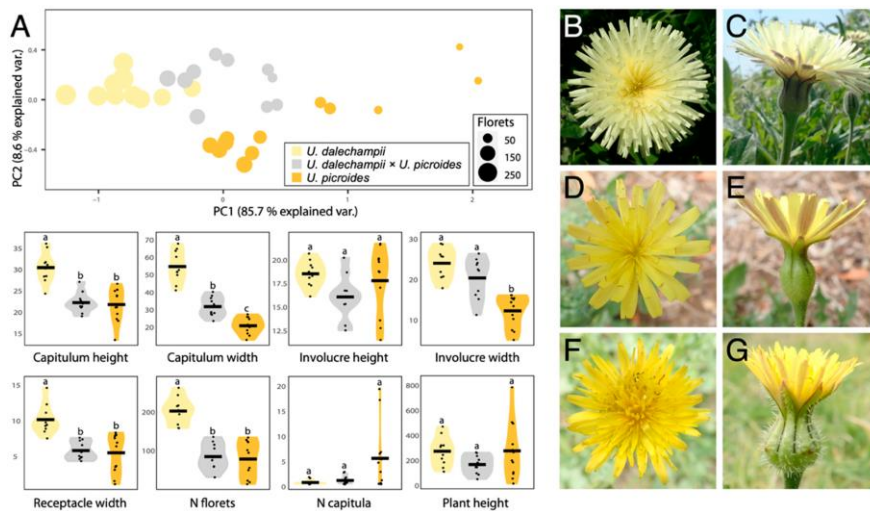 A
PC2 (8.6 % explained var.)
0.4
0.0
−0.4
−1
0
1
2
PC1 (85.7 % explained var.)
U. dalechampii
U. dalechampii × U. picroides
U. picroides
Florets
50
150
250
35
30
25
20
15
a
b
b
Capitulum height
70
60
50
40
30
20
a
b
c
Capitulum width
20.0
17.5
15.0
12.5
a
a
a
Involucre height
30
25
20
15
a
a
b
Involucre width
15
10
5
a
b
b
Receptacle width
200
100
a
b
b
N florets
20
15
10
5
0
a
a
a
N capitula
800
600
400
200
0
a
a
a
Plant height
B
C
D
E
F
G